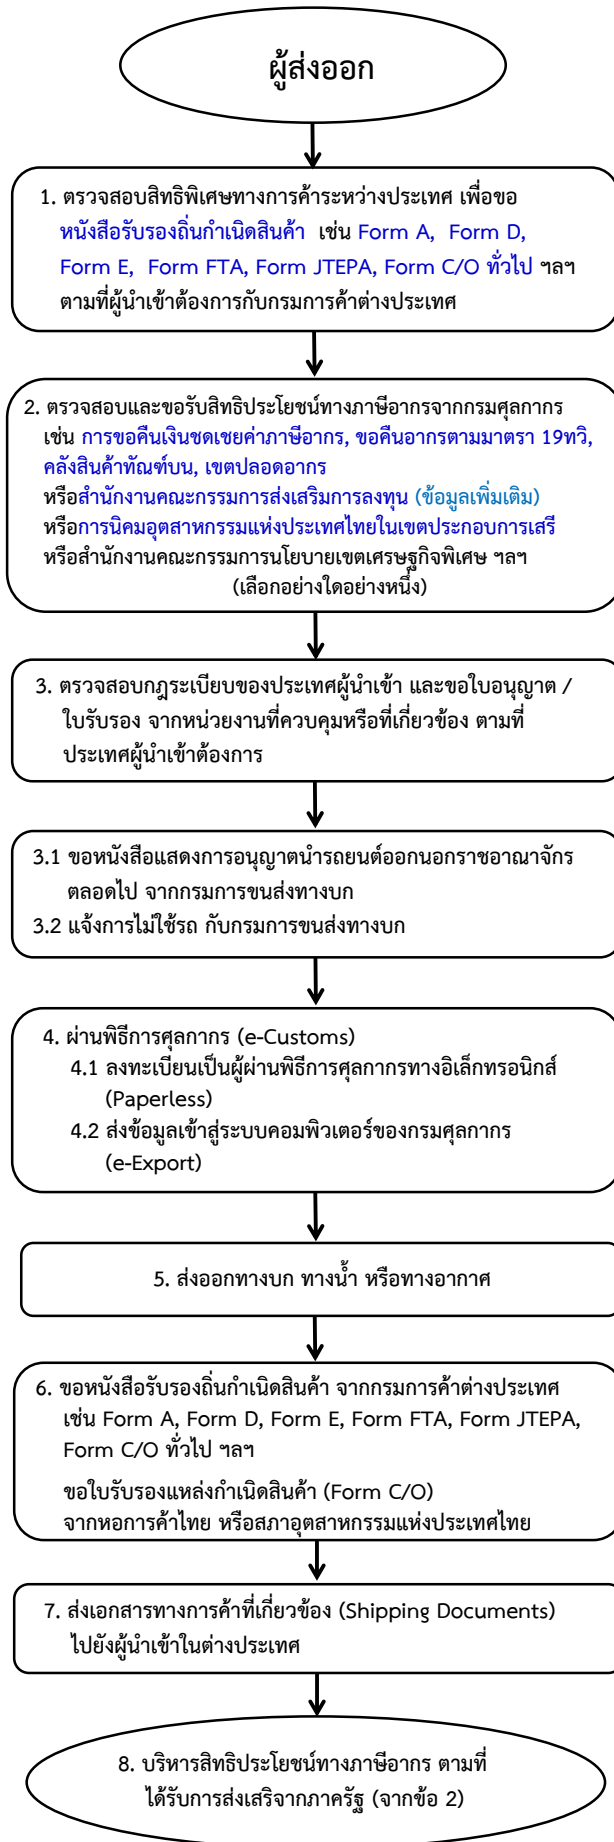 ผู้ส่งออก
1. ตรวจสอบสิทธิพิเศษทางการค้าระหว่างประเทศ เพื่อขอ
หนังสือรับรองถิ่นกำเนิดสินค้า เช่น Form A, Form D,
Form E, Form FTA, Form JTEPA, Form C/O ทั่วไป ฯลฯ
ตามที่ผู้นำเข้าต้องการกับกรมการค้าต่างประเทศ
2. ตรวจสอบและขอรับสิทธิประโยชน์ทางภาษีอากรจากกรมศุลกากร
เช่น การขอคืนเงินชดเชยค่าภาษีอากร, ขอคืนอากรตามมาตรา 19ทวิ,
คลังสินค้าทัณฑ์บน, เขตปลอดอากร
หรือสำนักงานคณะกรรมการส่งเสริมการลงทุน (ข้อมูลเพิ่มเติม)
หรือการนิคมอุตสาหกรรมแห่งประเทศไทยในเขตประกอบการเสรี
หรือสำนักงานคณะกรรมการนโยบายเขตเศรษฐกิจพิเศษ ฯลฯ
(เลือกอย่างใดอย่างหนึ่ง)
3. ตรวจสอบกฎระเบียบของประเทศผู้นำเข้า และขอใบอนุญาต /
ใบรับรอง จากหน่วยงานที่ควบคุมหรือที่เกี่ยวข้อง ตามที่
ประเทศผู้นำเข้าต้องการ
3.1 ขอหนังสือแสดงการอนุญาตนำรถยนต์ออกนอกราชอาณาจักร
ตลอดไป จากกรมการขนส่งทางบก
3.2 แจ้งการไม่ใช้รถ กับกรมการขนส่งทางบก
4. ผ่านพิธีการศุลกากร (e-Customs)
4.1 ลงทะเบียนเป็นผู้ผ่านพิธีการศุลกากรทางอิเล็กทรอนิกส์
(Paperless)
4.2 ส่งข้อมูลเข้าสู่ระบบคอมพิวเตอร์ของกรมศุลกากร
(e-Export)
5. ส่งออกทางบก ทางน้ำ หรือทางอากาศ
6. ขอหนังสือรับรองถิ่นกำเนิดสินค้า จากกรมการค้าต่างประเทศ
เช่น Form A, Form D, Form E, Form FTA, Form JTEPA,
Form C/O ทั่วไป ฯลฯ
ขอใบรับรองแหล่งกำเนิดสินค้า (Form C/O)
จากหอการค้าไทย หรือสภาอุตสาหกรรมแห่งประเทศไทย
7. ส่งเอกสารทางการค้าที่เกี่ยวข้อง (Shipping Documents)
ไปยังผู้นำเข้าในต่างประเทศ
8. บริหารสิทธิประโยชน์ทางภาษีอากร ตามที่
ได้รับการส่งเสริจากภาครัฐ (จากข้อ 2)